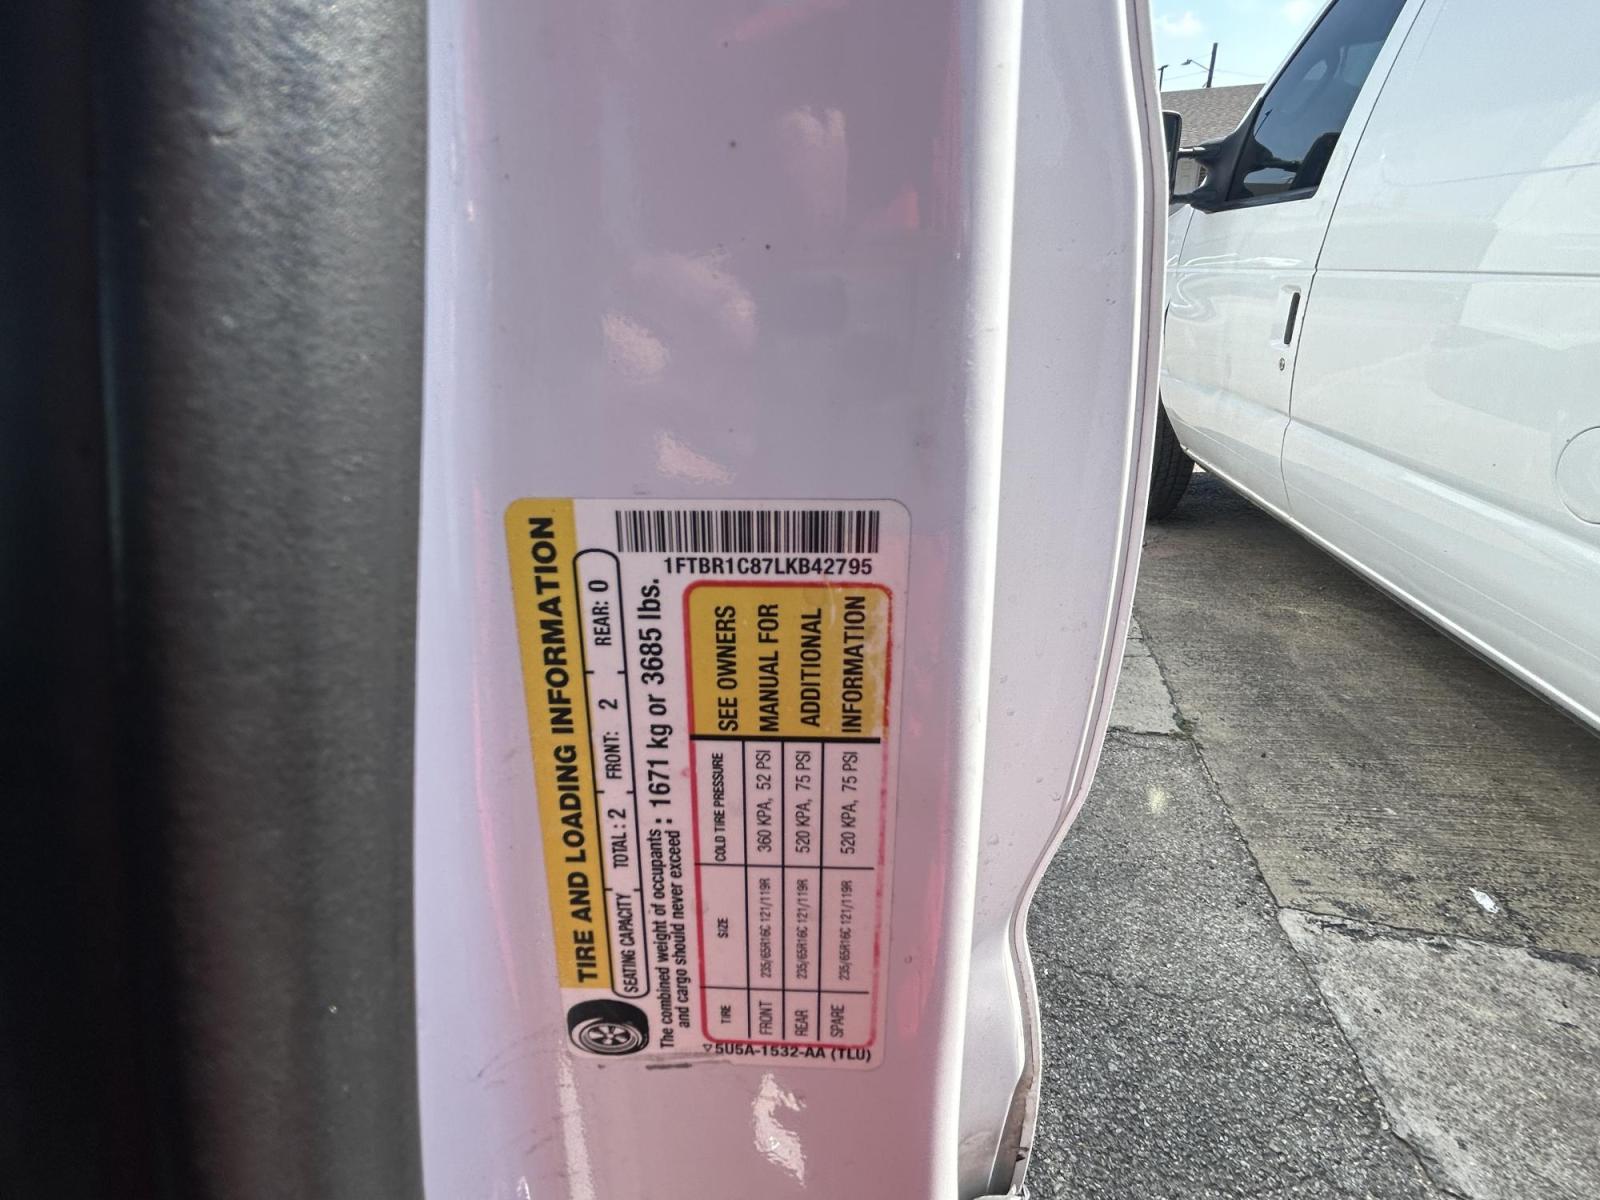 TIRE AND LOADING INFORMATION
SEATING CAPACITY TOTAL : 2 FRONT: 2 REAR: 0
The combined weight of occupants : 1671 kg or 3685 lbs.
and cargo should never exceed
TIRE SIZE COLD TIRE PRESSURE
FRONT 235/65R16C 121/119R 360 KPA, 52 PSI
REAR 235/65R16C 121/119R 520 KPA, 75 PSI
SPARE 235/65R16C 121/119R 520 KPA, 75 PSI
SEE OWNERS
MANUAL FOR
ADDITIONAL
INFORMATION
5U5A-1532-AA (TLU)
1FTBR1C87LKB42795